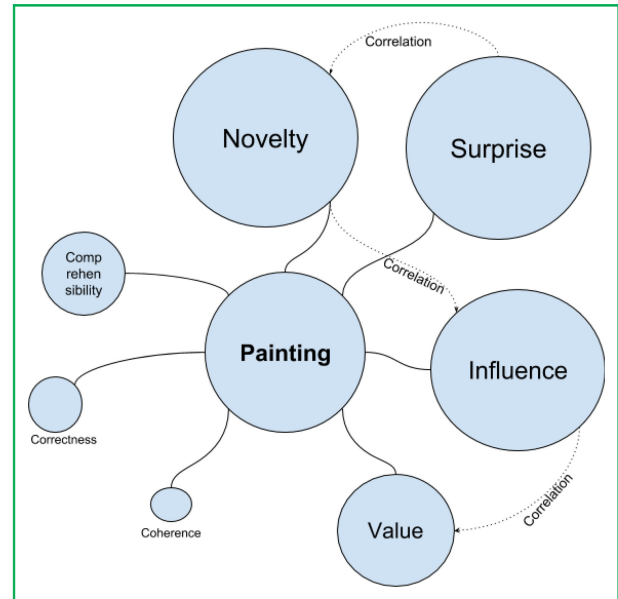 Correlation
Novelty
Surprise
Comp
rehen
sibility
Correlation
Painting
Influence
Correctness
Correlation
Coherence
Value